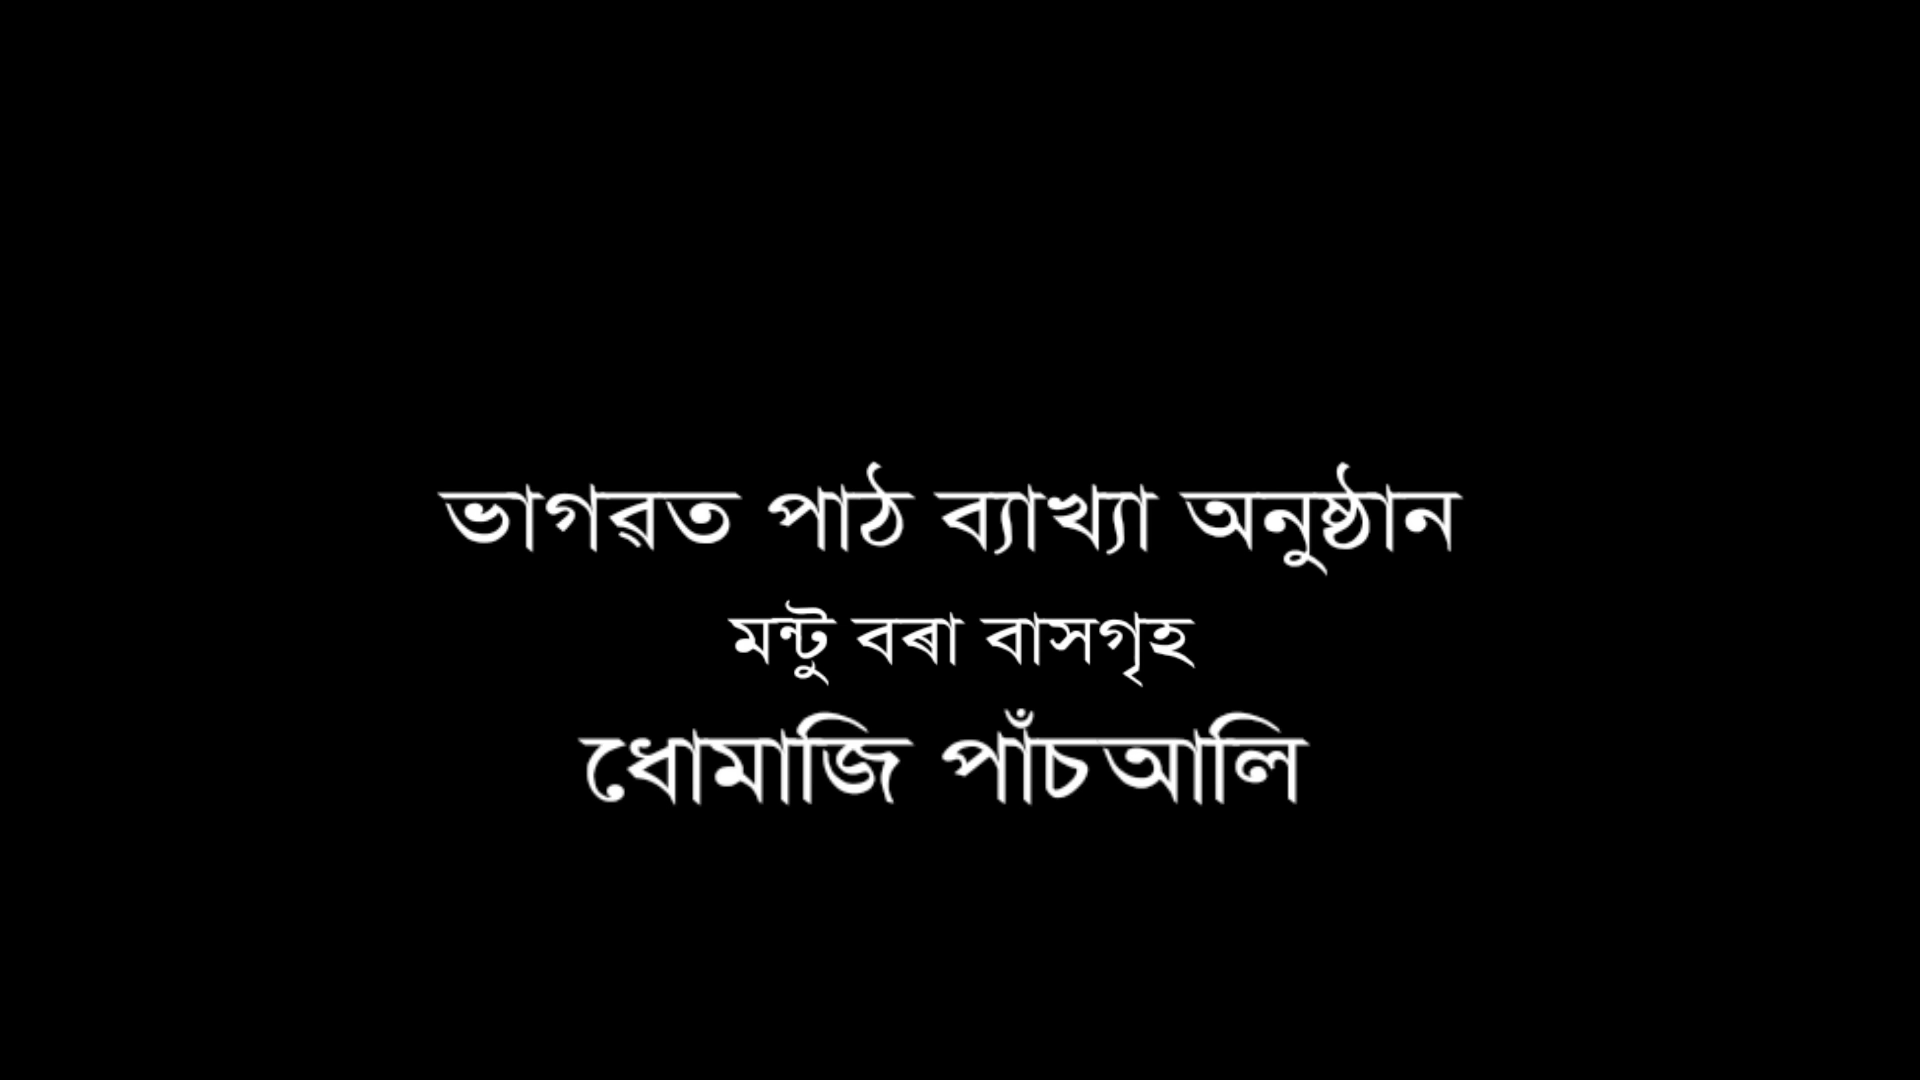 ভাগৱত পাঠ ব্যাখ্যা অনুষ্ঠান
মন্টু বৰা বাসগৃহ
ধোমাজি পাঁচআলি